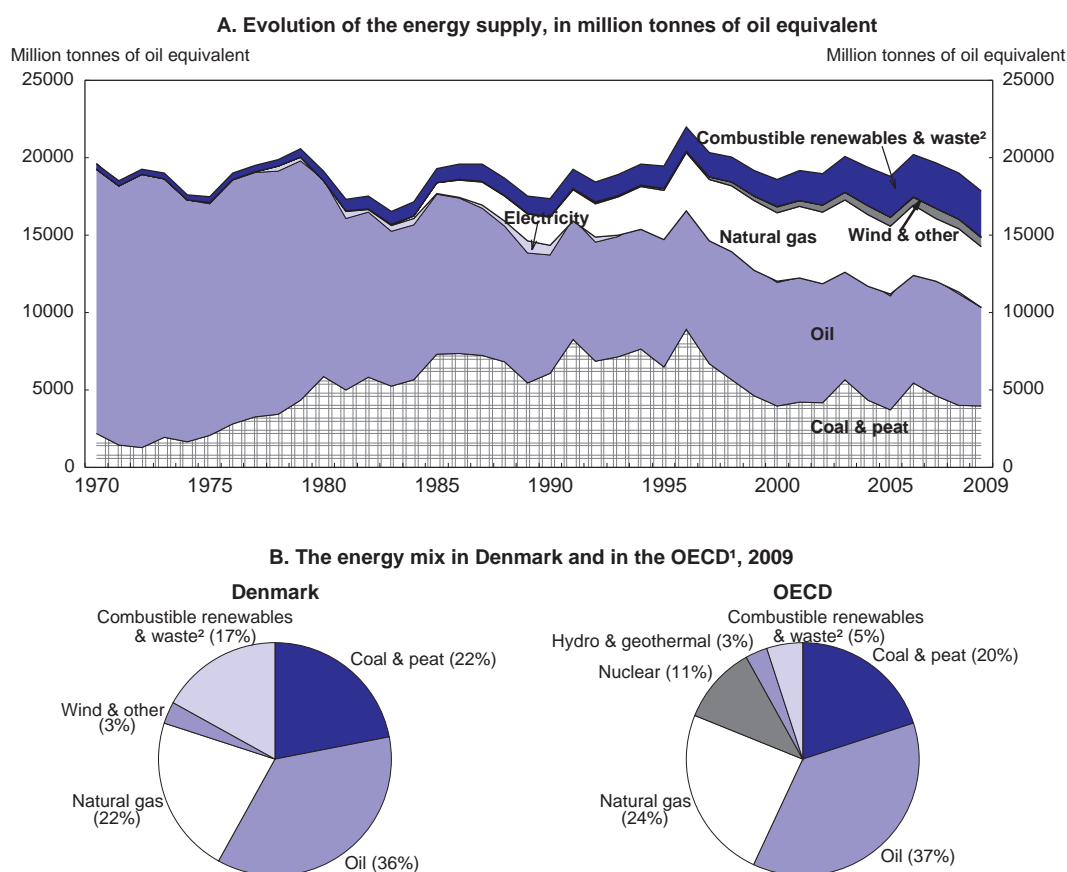 A. Evolution of the energy supply, in million tonnes of oil equivalent
Million tonnes of oil equivalent
Million tonnes of oil equivalent
25000
25000
20000
20000
15000
15000
10000
10000
5000
5000
0
0
Combustible renewables & waste²
Electricity
Natural gas
Wind & other
Oil
Coal & peat
1970
1975
1980
1985
1990
1995
2000
2005
2009
B. The energy mix in Denmark and in the OECD¹, 2009
Denmark
Combustible renewables
& waste² (17%)
Coal & peat (22%)
Wind & other
(3%)
Natural gas
(22%)
Oil (36%)
OECD
Combustible renewables
& waste² (5%)
Hydro & geothermal (3%)
Coal & peat (20%)
Nuclear (11%)
Natural gas
(24%)
Oil (37%)